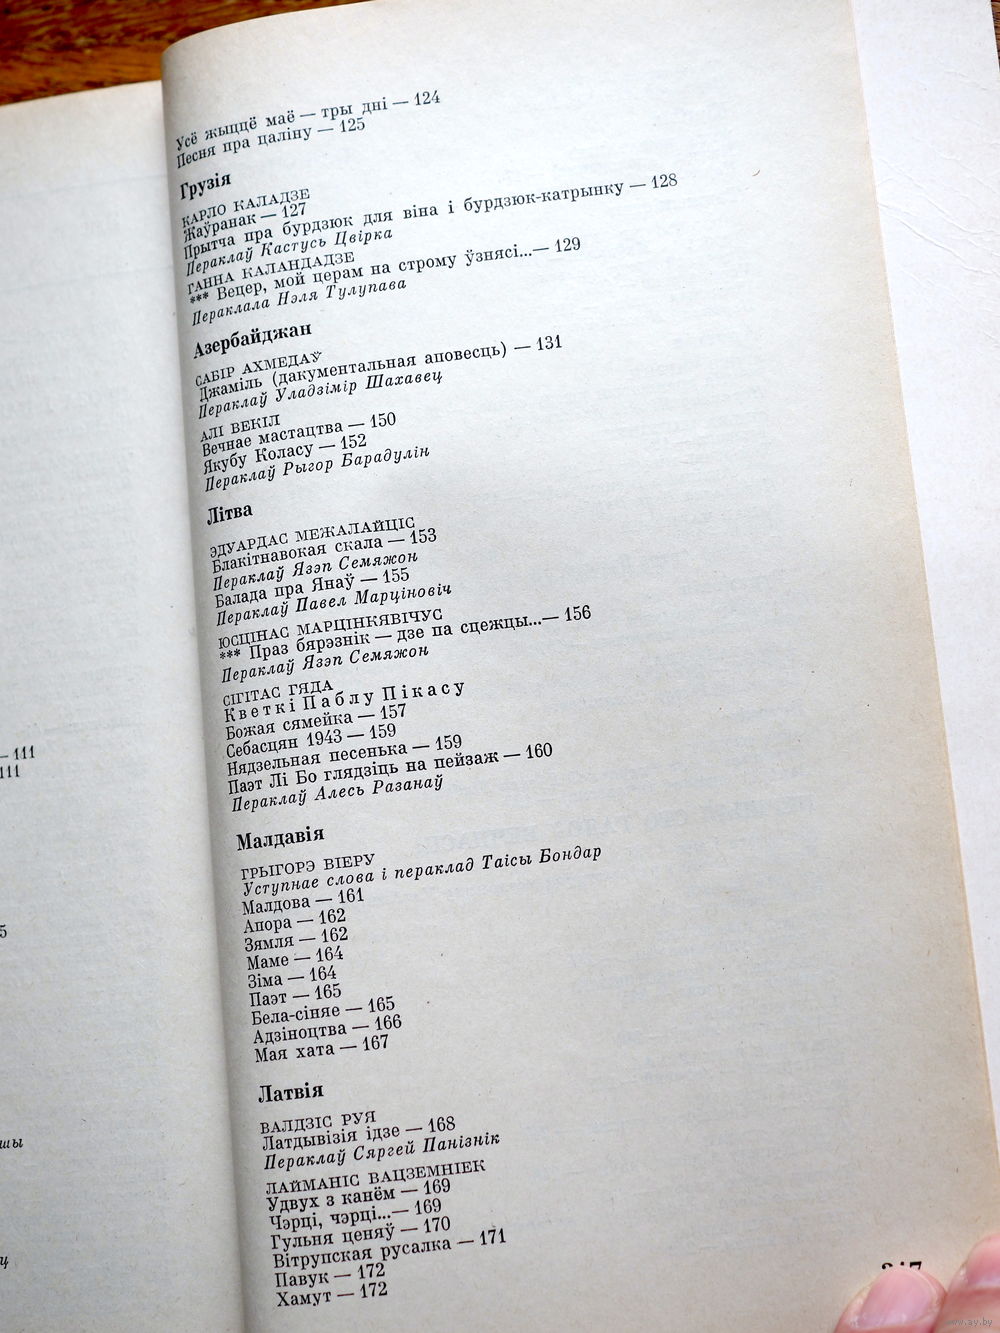 Усё жыццё маё — тры дні — 124
Песня пра цаліну — 125
Грузія
КАРЛО КАЛАДЗЕ
Жаўранак — 127
Прытча пра бурдзюк для віна і бурдзюк-катрынку — 128
Пераклаў Кастусь Цвірка
ГАННА КАЛАНДАДЗЕ
*** Вецер, мой церам на строму ўзнясі...— 129
Пераклала Нэля Тулупава
Азербайджан
САБІР АХМЕДАЎ
Джаміль (дакументальная аповесць) — 131
Пераклаў Уладзімір Шахавец
АЛІ ВЕКІЛ
Вечнае мастацтва — 150
Якубу Коласу — 152
Пераклаў Рыгор Барадулін
Літва
ЭДУАРДАС МЕЖАЛАЙЦІС
Блакітнавокая скала — 153
Пераклаў Язэп Семяжон
Балада пра Янаў — 155
Пераклаў Павел Марціновіч
ЮСЦІНАС МАРЦІНКЯВІЧУС
*** Праз бярэзнік — дзе па сцежцы...— 156
Пераклаў Язэп Семяжон
СІГІТАС ГЯДА
Кветкі Паблу Пікасу
Божая сямейка — 157
Себасцян 1943 — 159
Нядзельная песенька — 159
Паэт Лі Бо глядзіць на пейзаж — 160
Пераклаў Алесь Разанаў
Малдавія
ГРЫГОРЭ ВІЕРУ
Уступнае слова і пераклад Таісы Бондар
Малдова — 161
Апора — 162
Зямля — 162
Маме — 164
Зіма — 164
Паэт — 165
Бела-сіняе — 165
Адзіноцтва — 166
Мая хата — 167
Латвія
ВАЛДЗІС РУЯ
Латдывізія ідзе — 168
Пераклаў Сяргей Панізнік
ЛАЙМАНІС ВАЦЗЕМНІЕК
Удвух з канём — 169
Чэрці, чэрці...— 169
Гульня ценяў — 170
Вітрупская русалка — 171
Павук — 172
Хамут — 172
— 111
111
5
шы
ц
www.ay.by